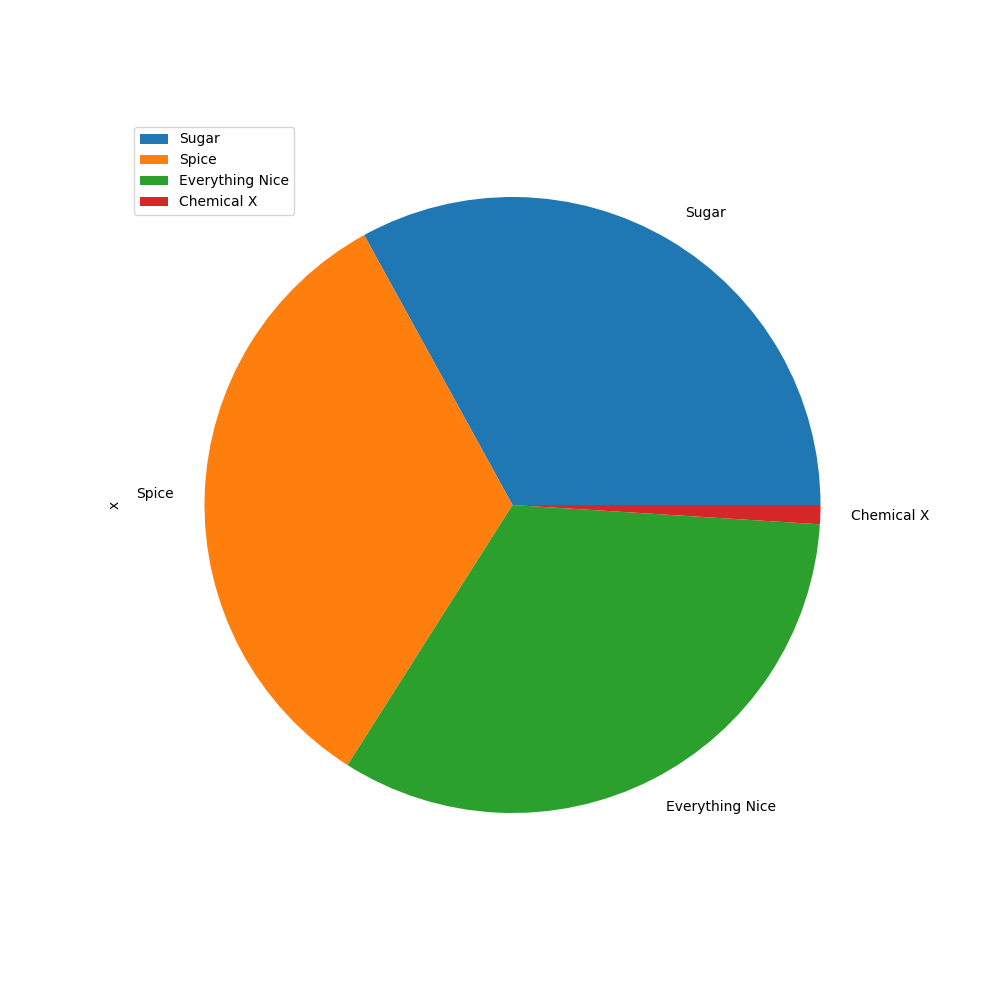 Sugar
Spice
Everything Nice
Chemical X
Sugar
Spice
x
Chemical X
Everything Nice